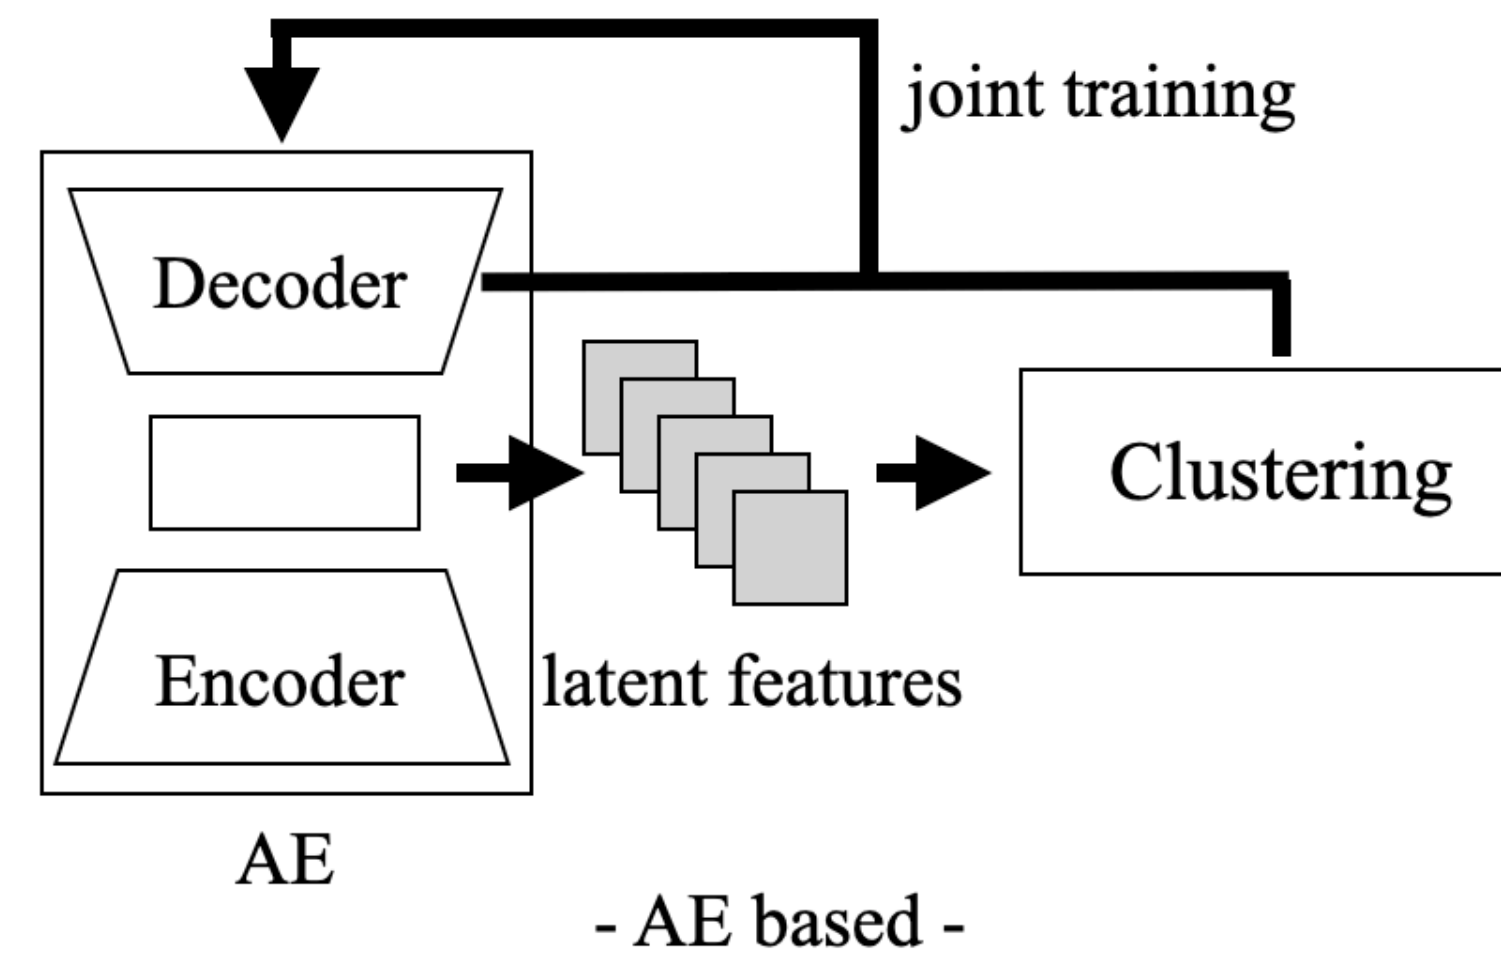 joint training
Decoder
Clustering
Encoder
latent features
AE
- AE based -